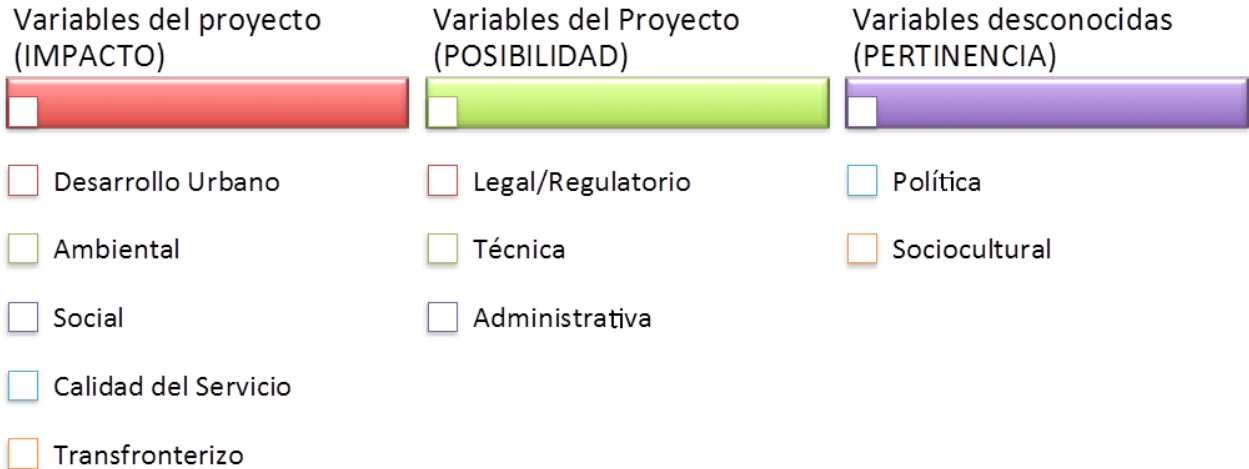 Variables del proyecto
(IMPACTO)
Desarrollo Urbano
Ambiental
Social
Calidad del Servicio
Transfronterizo
Variables del Proyecto
(POSIBILIDAD)
Legal/Regulatorio
Técnica
Administrativa
Variables desconocidas
(PERTINENCIA)
Política
Sociocultural